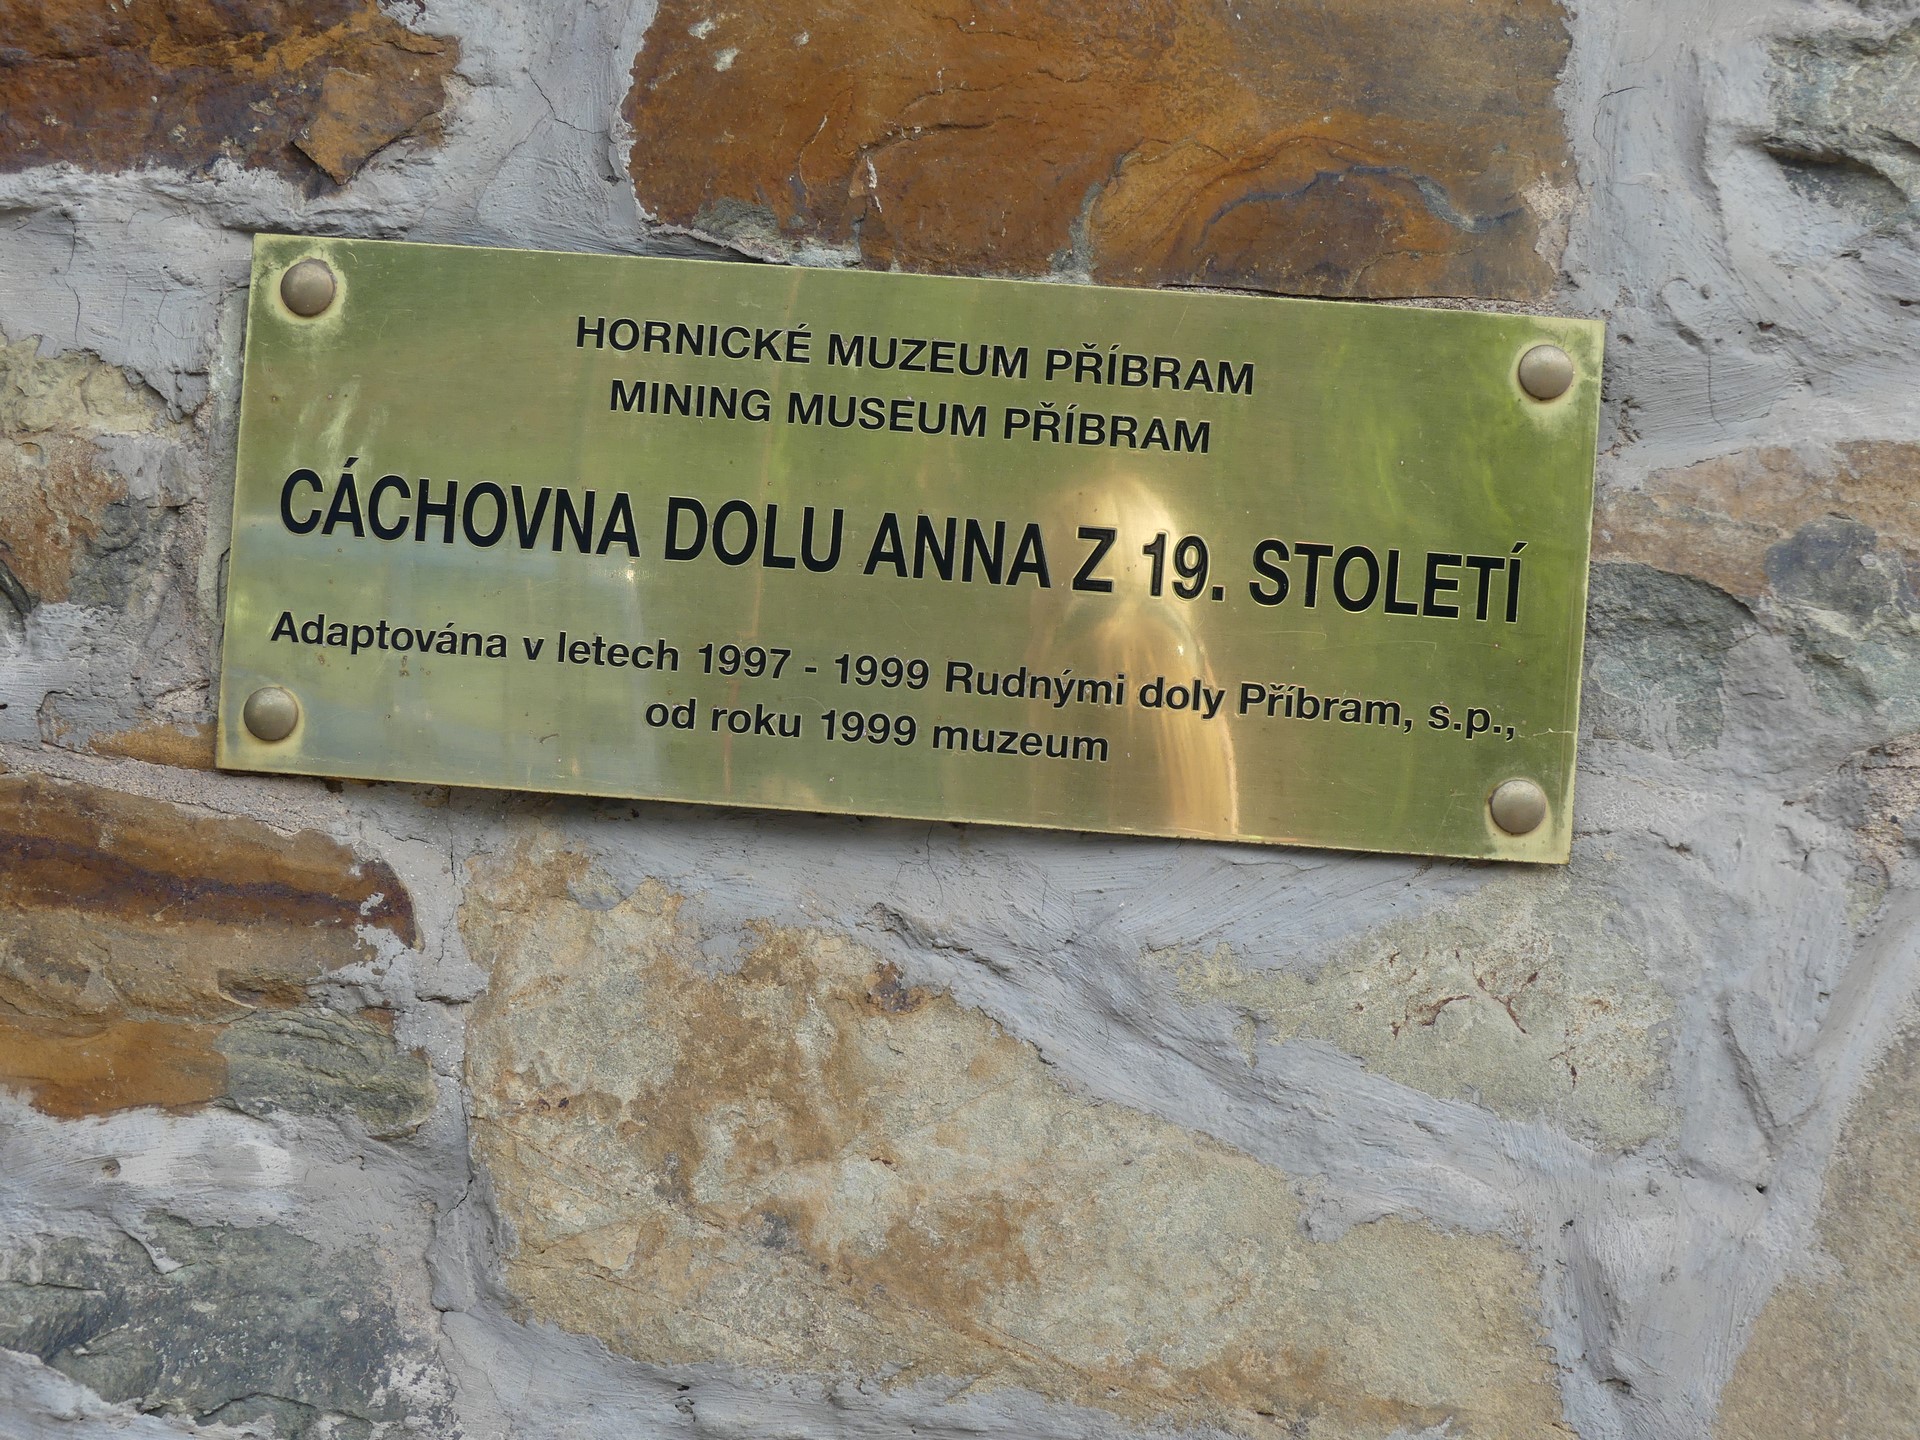 HORNICKÉ MUZEUM PŘÍBRAM
MINING MUSEUM PŘÍBRAM
CÁCHOVNA DOLU ANNA Z 19. STOLETÍ
Adaptována v letech 1997 - 1999 Rudnými doly Příbram, s.p.,
od roku 1999 muzeum